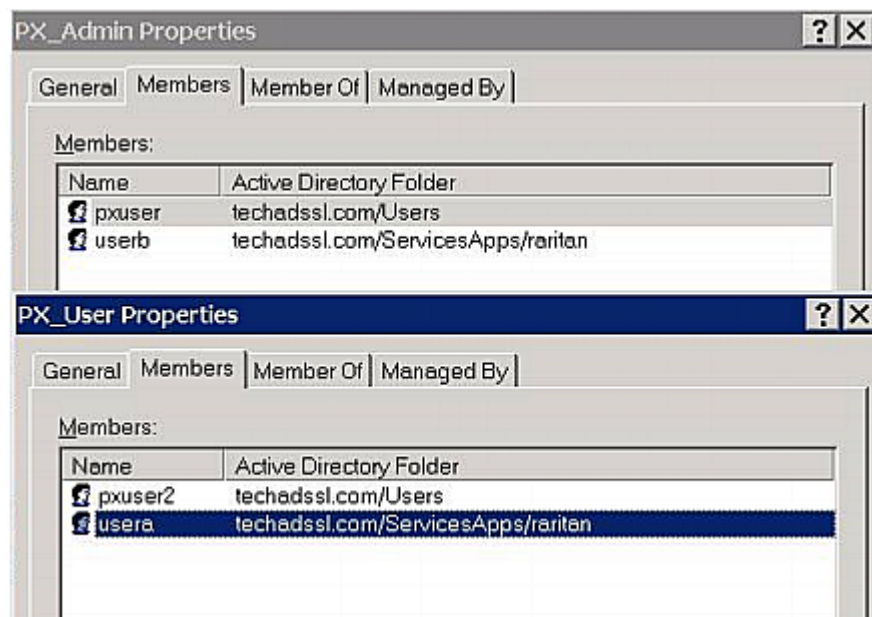 PX_Admin Properties
General Members Member Of Managed By
Members:
Name Active Directory Folder
pxuser techadssl.com/Users
userb techadssl.com/ServicesApps/raritan
PX_User Properties
General Members Member Of Managed By
Members:
Name Active Directory Folder
pxuser2 techadssl.com/Users
usera techadssl.com/ServicesApps/raritan